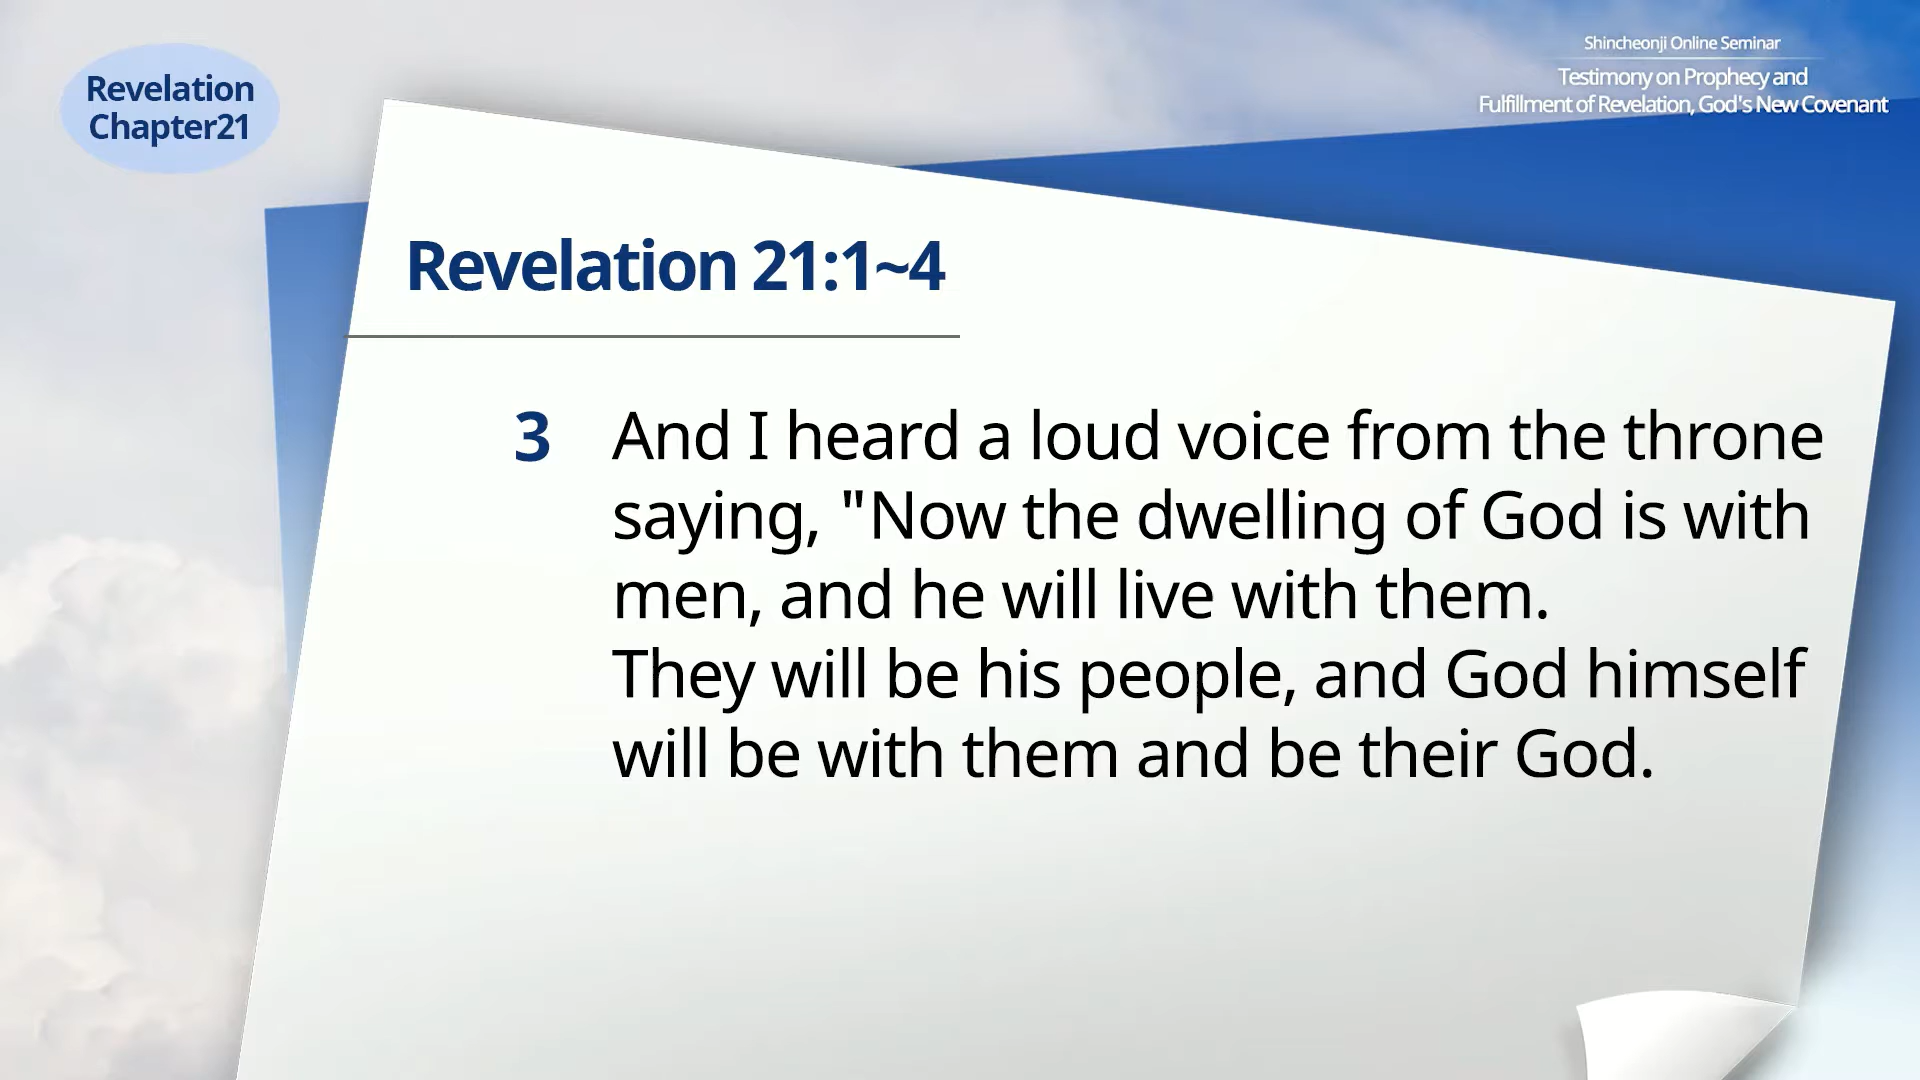 Revelation
Chapter21
Shincheonji Online Seminar
Testimony on Prophecy and
Fulfillment of Revelation, God's New Covenant
Revelation 21:1~4
3 And I heard a loud voice from the throne
saying, "Now the dwelling of God is with
men, and he will live with them.
They will be his people, and God himself
will be with them and be their God.